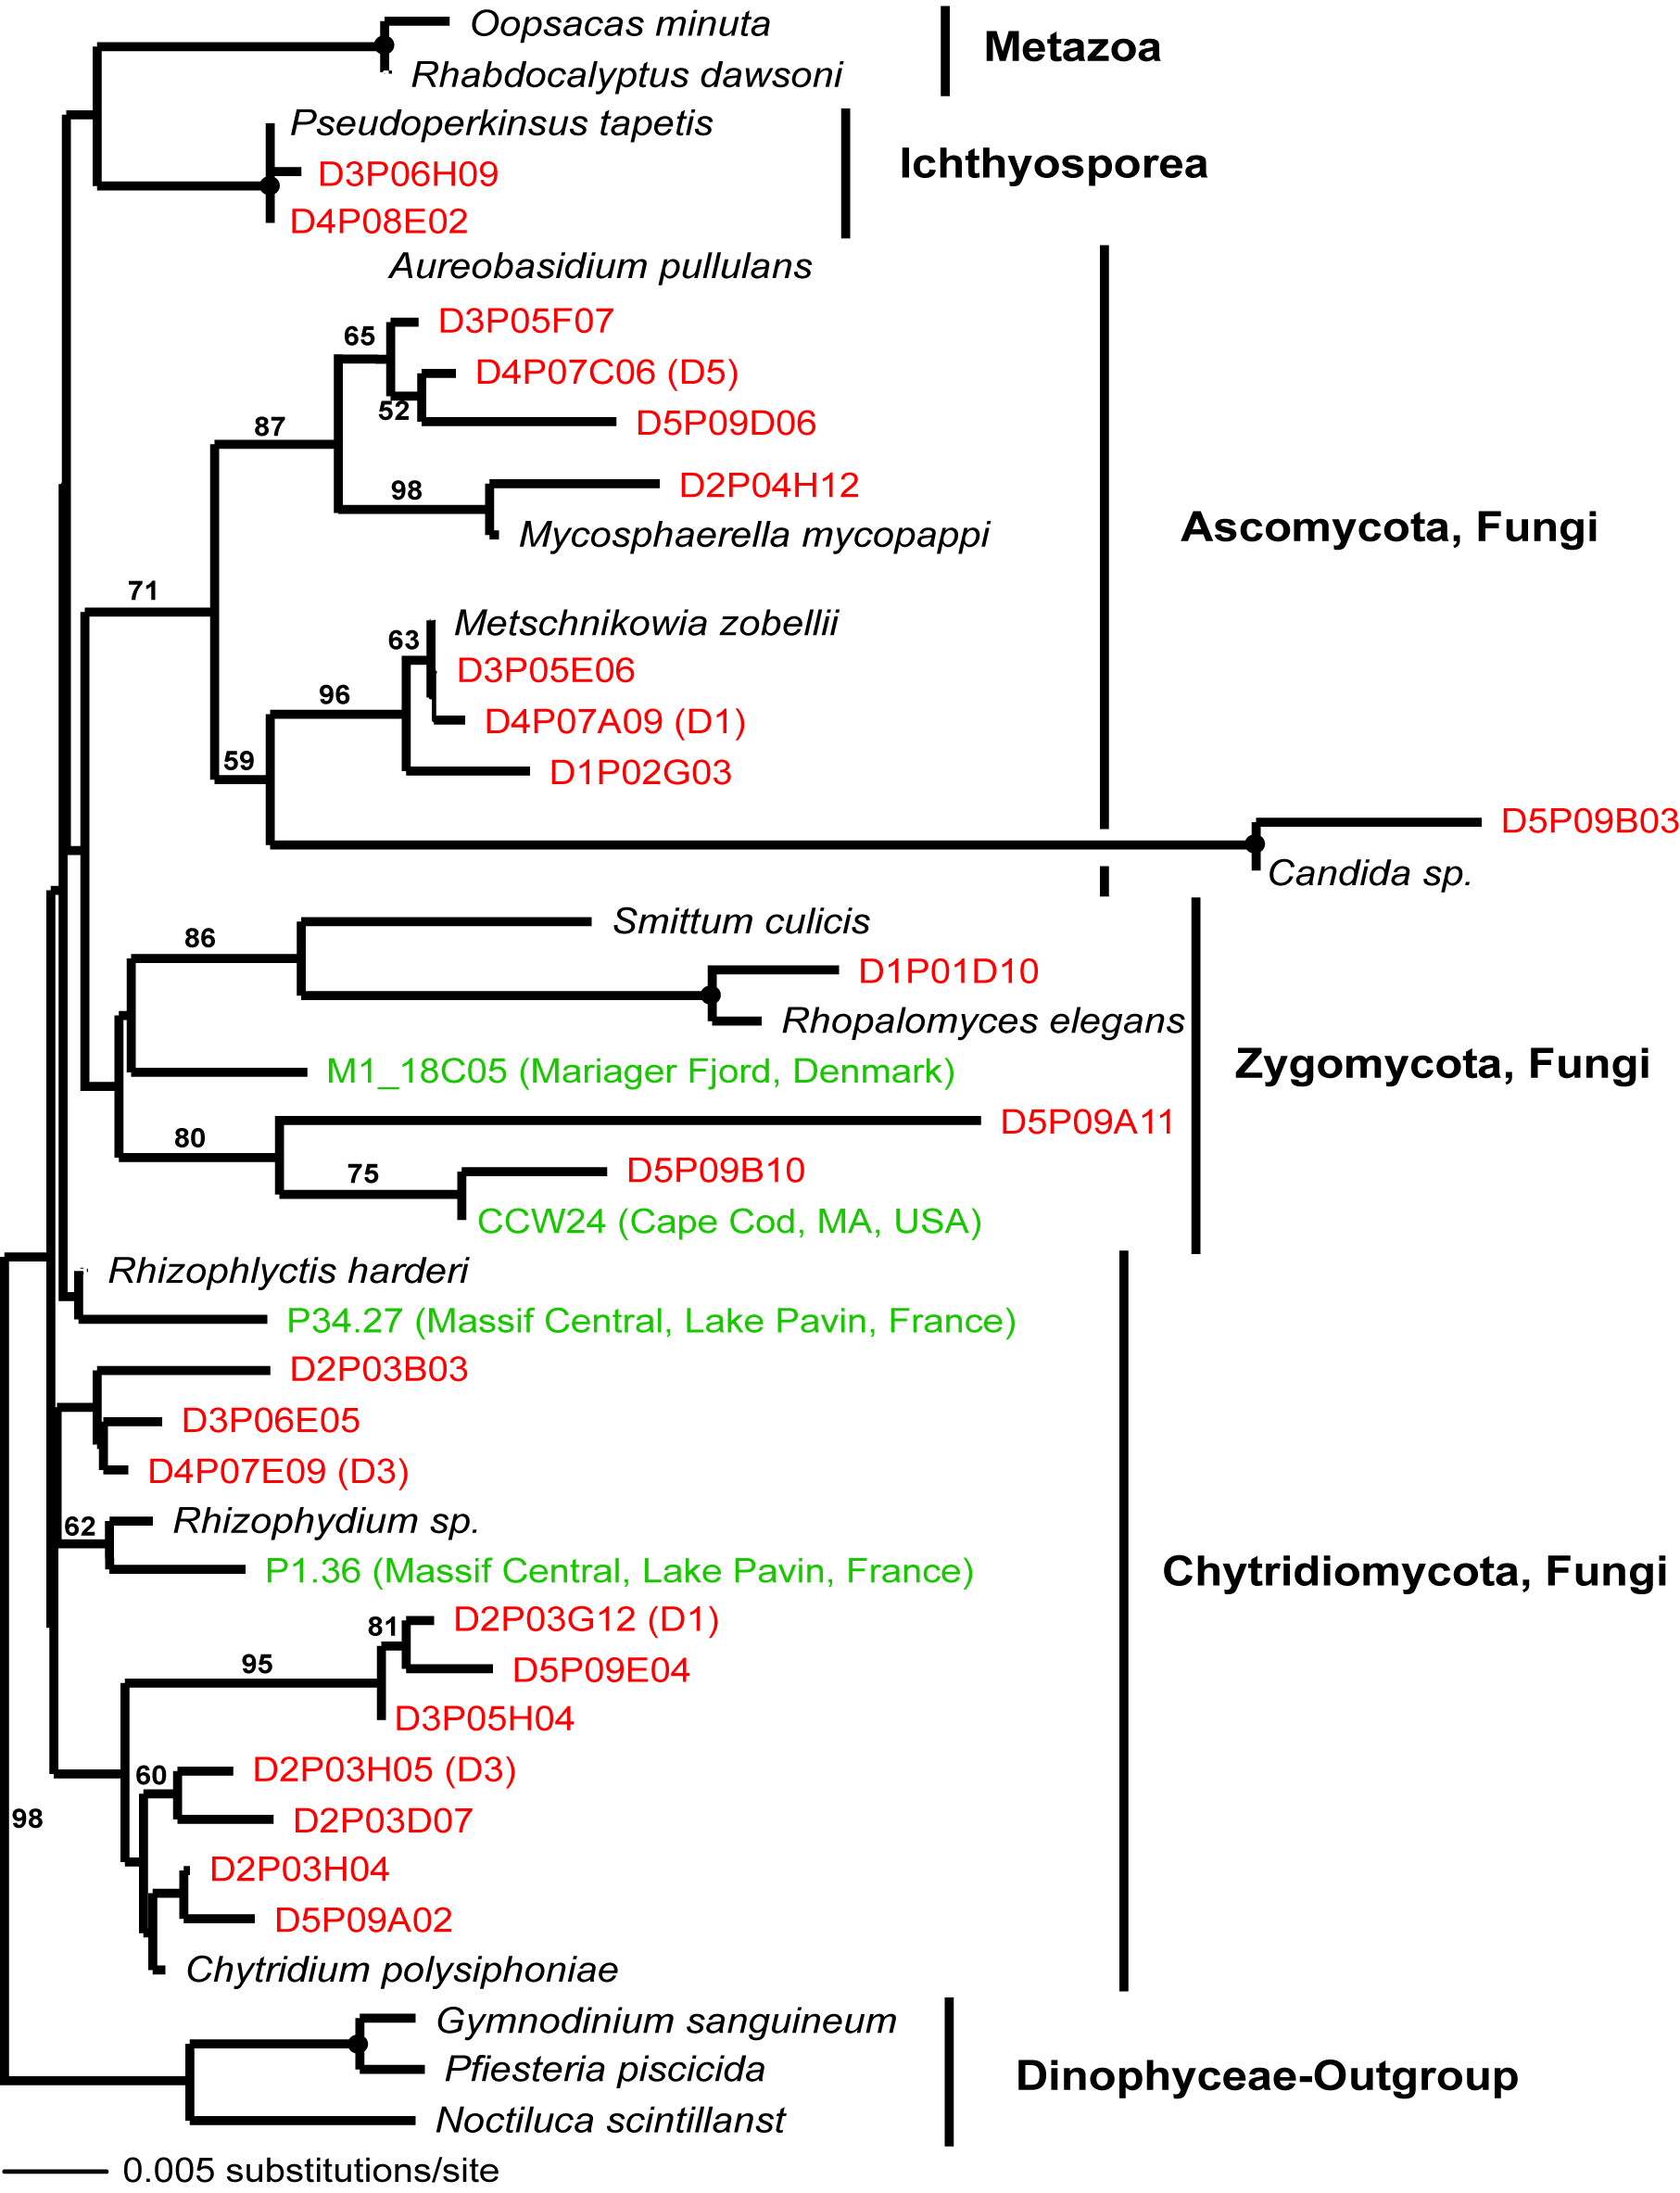 Oopsacas minuta
Metazoa
Rhabdocalyptus dawsoni
Pseudoperkinsus tapetis
Ichthyosporea
D3P06H09
D4P08E02
Aureobasidium pullulans
D3P05F07
65
D4P07C06 (D5)
52
D5P09D06
87
D2P04H12
98
Mycosphaerella mycopappi
Ascomycota, Fungi
71
Metschnikowia zobellii
63
D3P05E06
96
D4P07A09 (D1)
59
D1P02G03
D5P09B03
Candida sp.
Smittum culicis
86
D1P01D10
Rhopalomyces elegans
Zygomycota, Fungi
M1_18C05 (Mariager Fjord, Denmark)
D5P09A11
80
D5P09B10
75
CCW24 (Cape Cod, MA, USA)
Rhizophlyctis harderi
P34.27 (Massif Central, Lake Pavin, France)
D2P03B03
D3P06E05
D4P07E09 (D3)
Rhizophydium sp.
62
P1.36 (Massif Central, Lake Pavin, France)
Chytridiomycota, Fungi
D2P03G12 (D1)
81
D5P09E04
95
D3P05H04
D2P03H05 (D3)
60
D2P03D07
98
D2P03H04
D5P09A02
Chytridium polysiphoniae
Gymnodinium sanguineum
Pfiesteria piscicida
Dinophyceae-Outgroup
Noctiluca scintillanst
0.005 substitutions/site